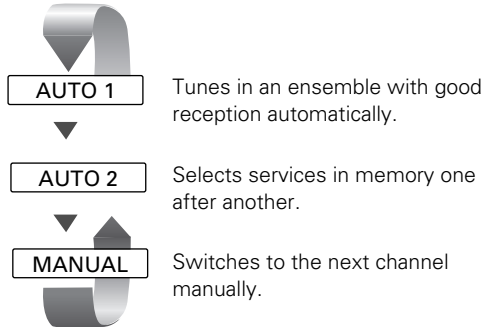 AUTO 1
Tunes in an ensemble with good
reception automatically.
AUTO 2
Selects services in memory one
after another.
MANUAL
Switches to the next channel
manually.